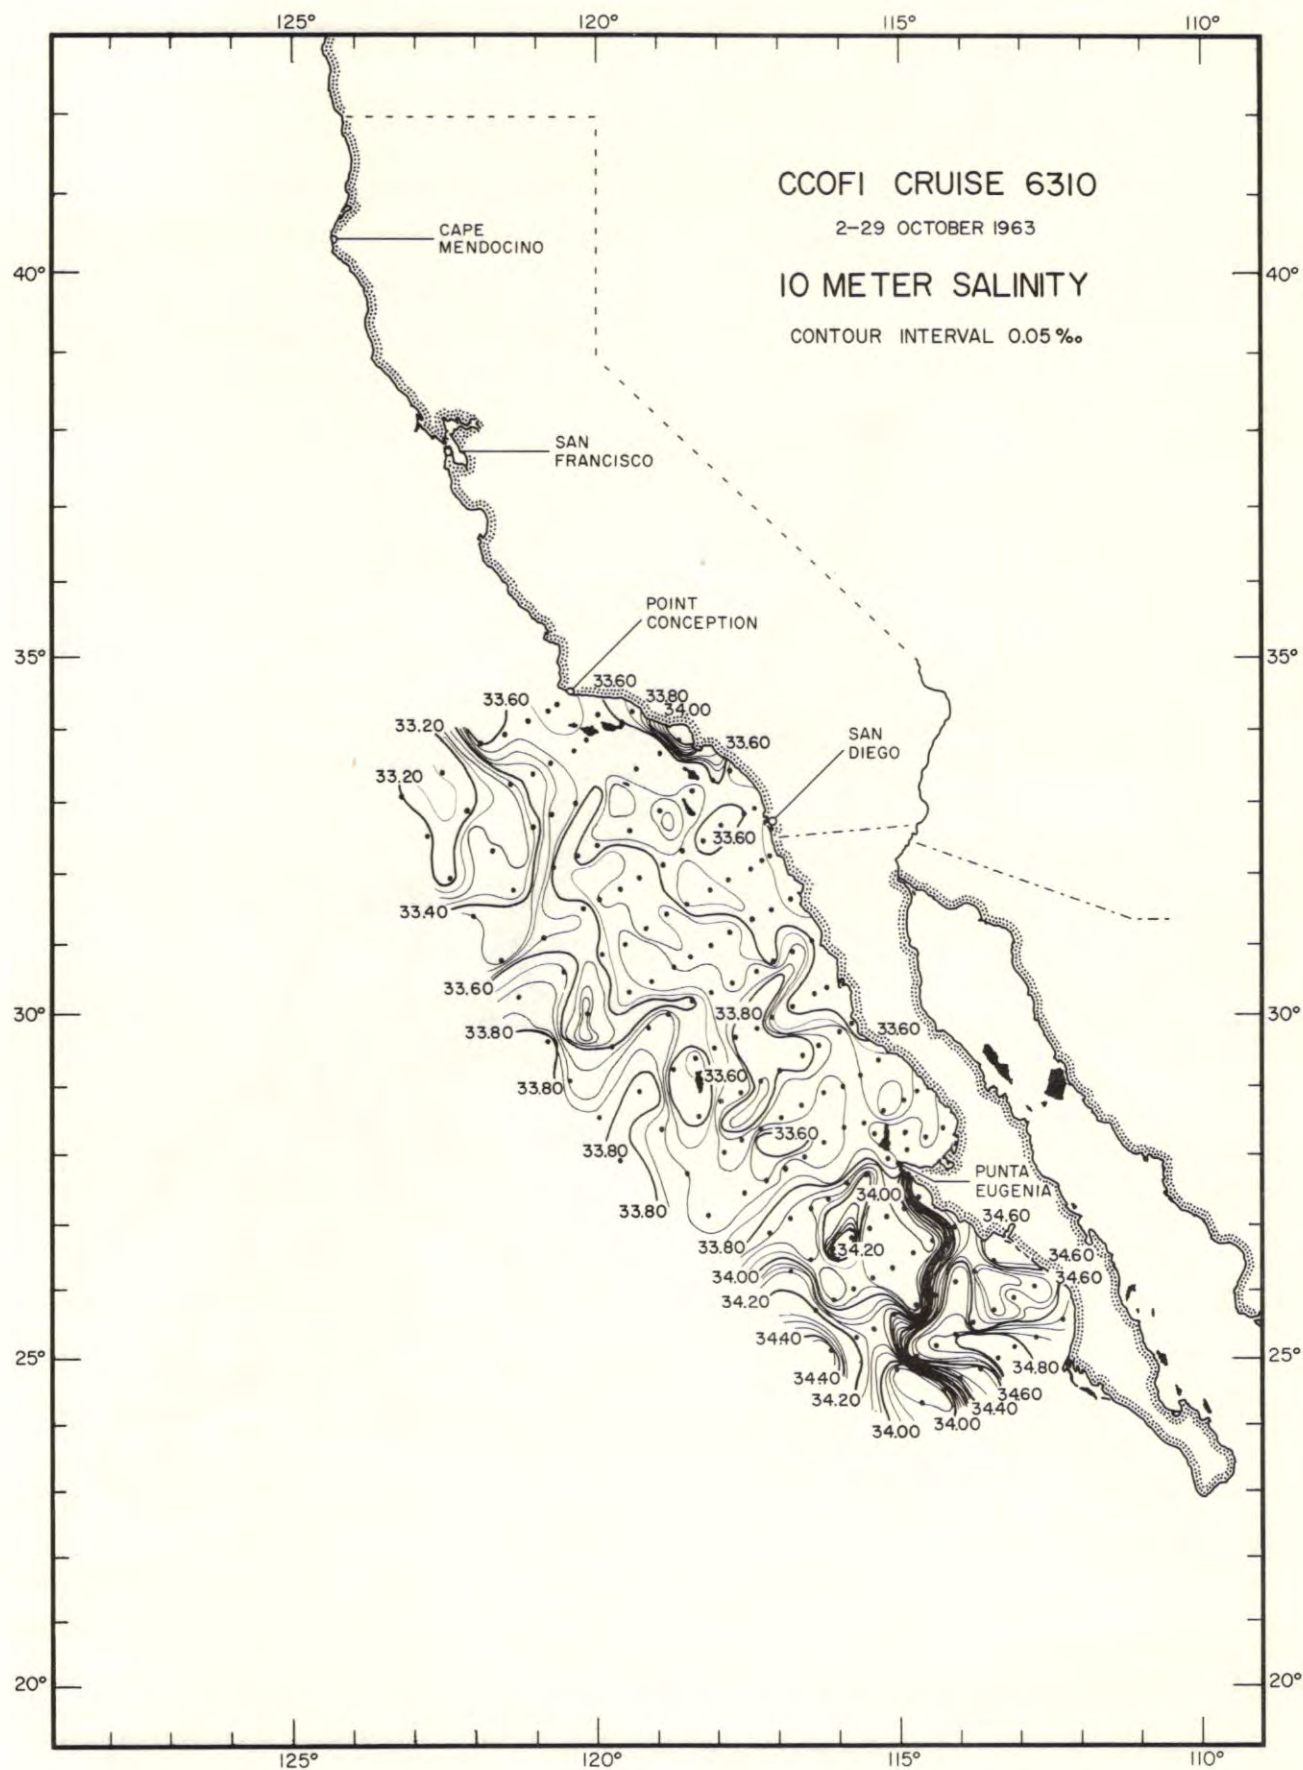 125° 120° 115° 110°
CCOFI CRUISE 6310
2-29 OCTOBER 1963
10 METER SALINITY
CONTOUR INTERVAL 0.05‰
CAPE
MENDOCINO
40° 40°
SAN
FRANCISCO
POINT
CONCEPTION
35° 35°
33.60
33.60
33.80
34.00
33.20
SAN
DIEGO
33.60
33.20
33.60
33.40
33.60
33.80
33.80
33.60
30° 30°
33.80
33.60
33.60
33.80
PUNTA
EUGENIA
34.00
33.80
34.60
33.80
34.20
34.60
34.00
34.60
34.20
34.40
25° 25°
34.40
34.80
34.20
34.60
34.40
34.00
34.00
20° 20°
125° 120° 115° 110°